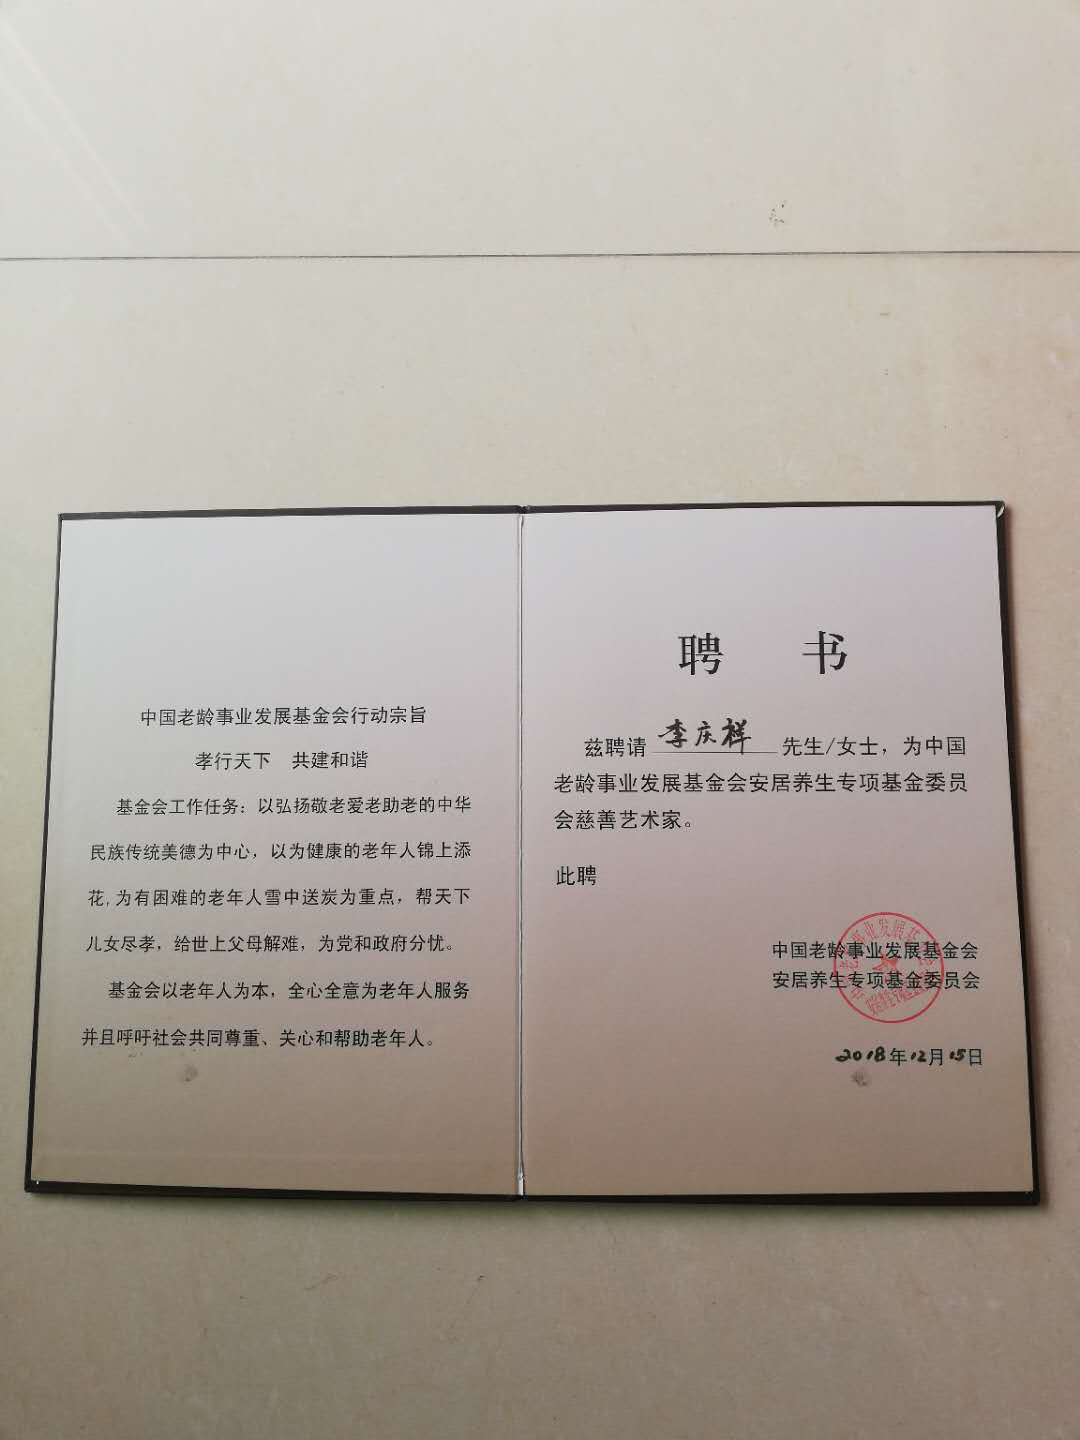 中国老龄事业发展基金会行动宗旨
孝行天下 共建和谐
基金会工作任务：以弘扬敬老爱老助老的中华
民族传统美德为中心，以为健康的老年人锦上添
花，为有困难的老年人雪中送炭为重点，帮天下
儿女尽孝，给世上父母解难，为党和政府分忧。
基金会以老年人为本，全心全意为老年人服务
并且呼吁社会共同尊重、关心和帮助老年人。
聘 书
兹聘请 李庆祥 先生/女士，为中国
老龄事业发展基金会安居养生专项基金委员
会慈善艺术家。
此聘
中国老龄事业发展基金会
安居养生专项基金委员会
2018年12月15日